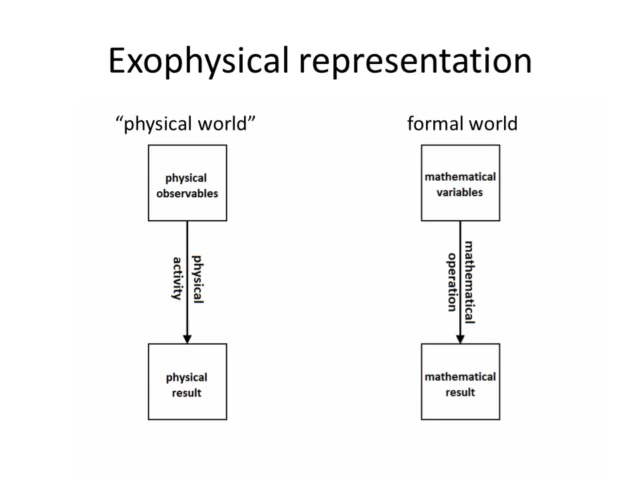 Exophysical representation
“physical world”
formal world
physical
observables
mathematical
variables
physical
activity
mathematical
operation
physical
result
mathematical
result